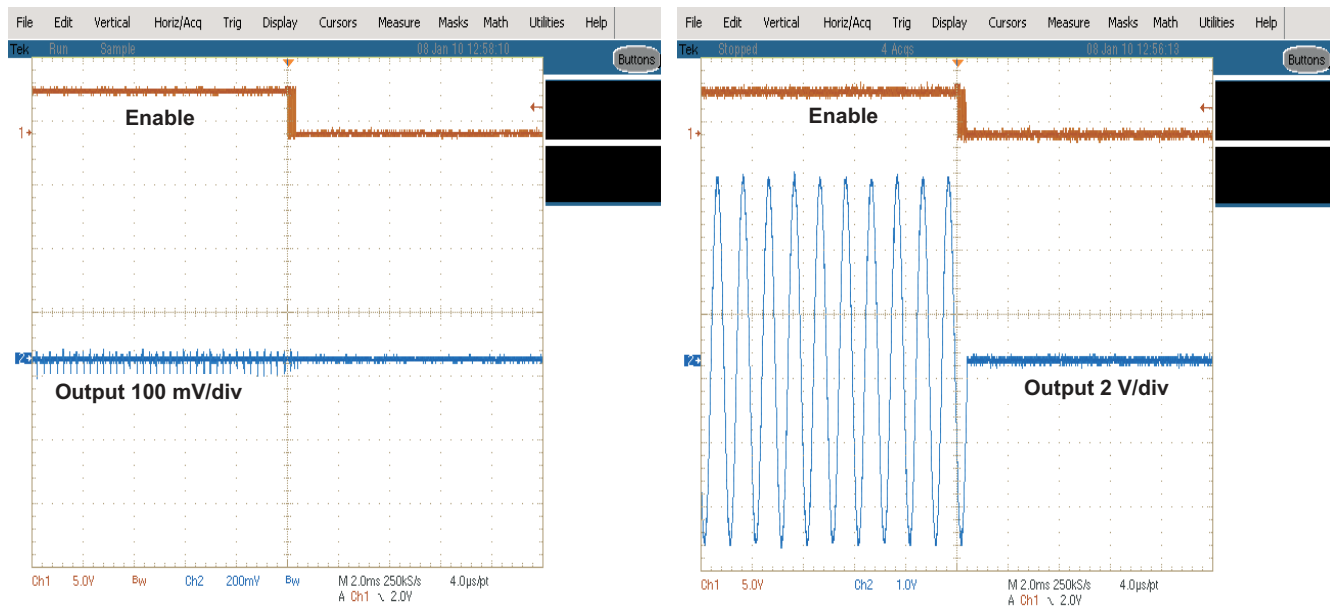 File Edit Vertical Horiz/Acq Trig Display Cursors Measure Masks Math Utilities Help
Tek Run Sample 08 Jan 10 12:58:10
Buttons
Enable
1
2
Output 100 mV/div
Ch1 5.0V Bw Ch2 200mV Bw M 2.0ms 250kS/s 4.0µs/pt
A Ch1 \ 2.0V
File Edit Vertical Horiz/Acq Trig Display Cursors Measure Masks Math Utilities Help
Tek Stopped 4 Acqs 08 Jan 10 12:56:13
Buttons
Enable
1
2
Output 2 V/div
Ch1 5.0V Ch2 1.0V M 2.0ms 250kS/s 4.0µs/pt
A Ch1 \ 2.0V